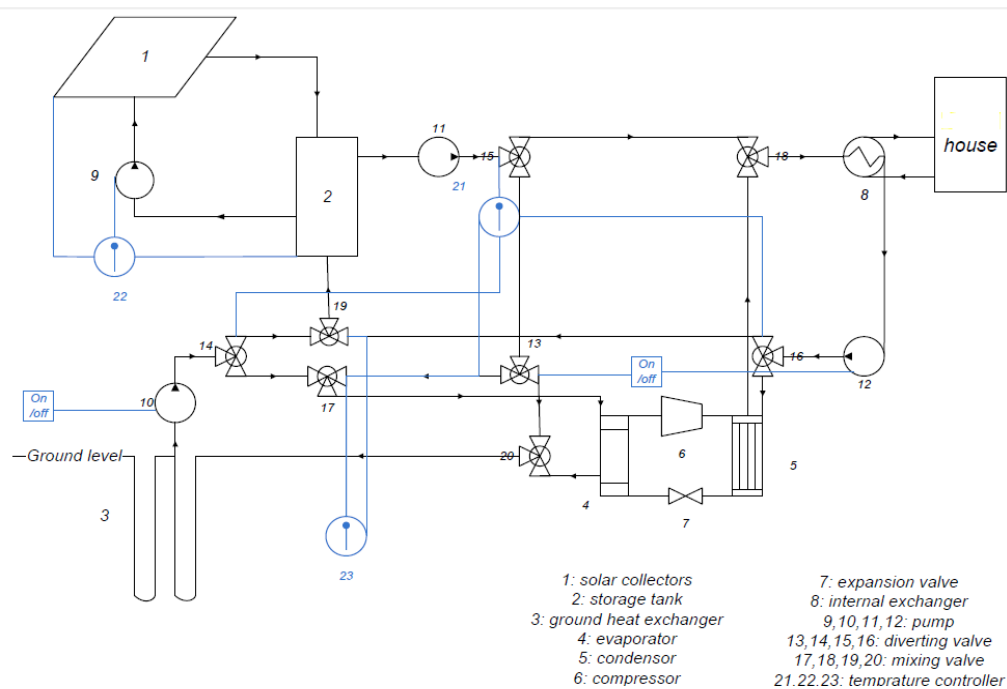 1
11
15
18
house
9
21
2
8
22
19
14
13
On
/off
16
12
On
/off
10
17
Ground level
20
6
5
3
4
7
23
1: solar collectors
2: storage tank
3: ground heat exchanger
4: evaporator
5: condensor
6: compressor
7: expansion valve
8: internal exchanger
9,10,11,12: pump
13,14,15,16: diverting valve
17,18,19,20: mixing valve
21,22,23: temprature controller